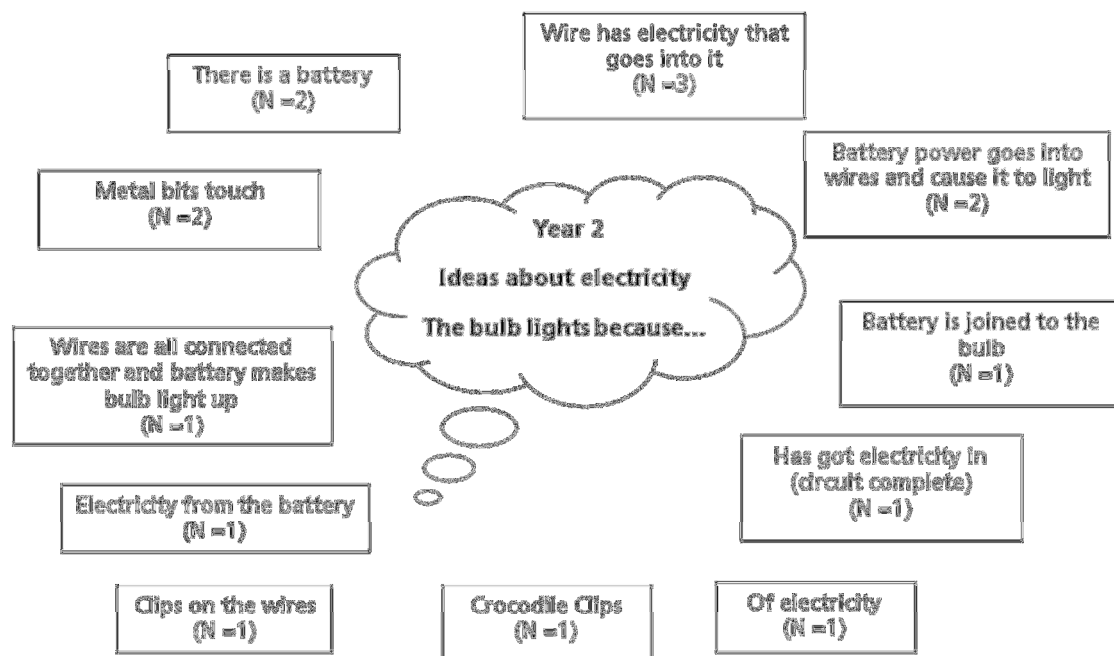 Wire has electricity that
goes into it
(N =3)
There is a battery
(N =2)
Battery power goes into
wires and cause it to light
(N =2)
Metal bits touch
(N =2)
Year 2
Ideas about electricity
The bulb lights because...
Battery is joined to the
bulb
(N =1)
Wires are all connected
together and battery makes
bulb light up
(N =1)
Has got electricity in
(circuit complete)
(N =1)
Electricity from the battery
(N =1)
Clips on the wires
(N =1)
Crocodile Clips
(N =1)
Of electricity
(N =1)